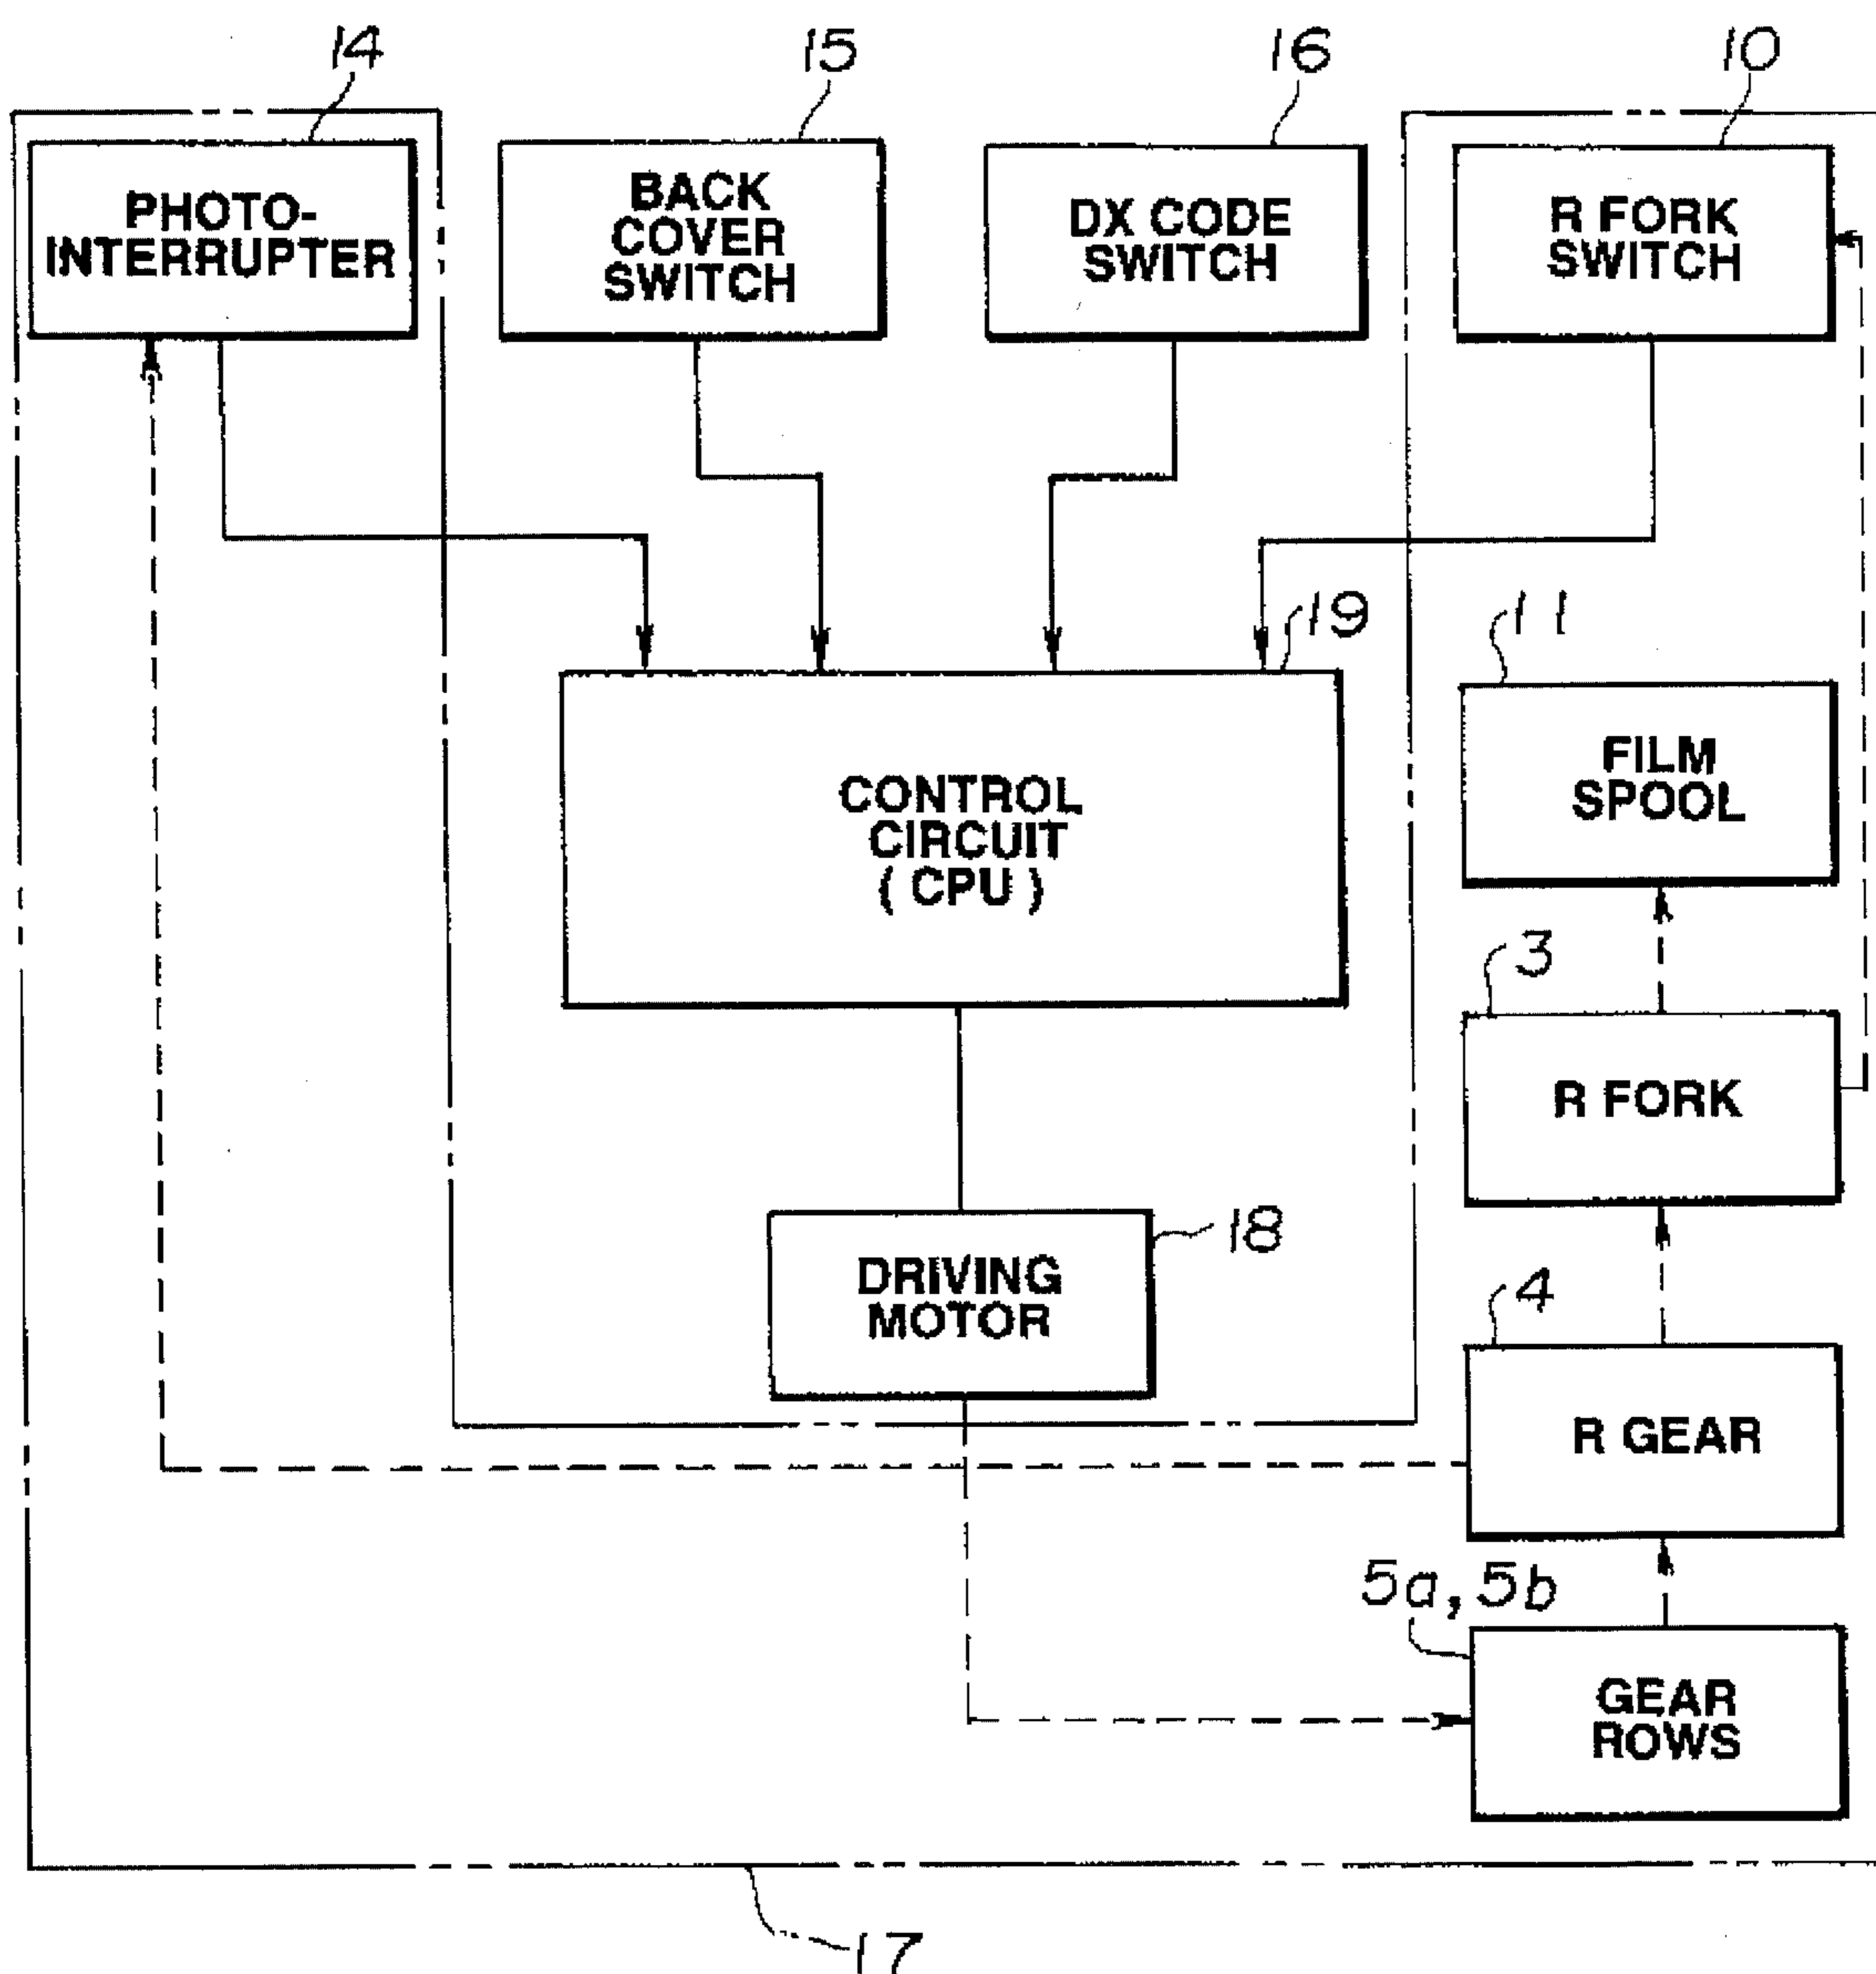 14
15
16
10
PHOTO-
INTERRUPTER
BACK
COVER
SWITCH
DX CODE
SWITCH
R FORK
SWITCH
19
11
FILM
SPOOL
CONTROL
CIRCUIT
( CPU )
3
R FORK
18
DRIVING
MOTOR
4
R GEAR
5a, 5b
GEAR
ROWS
17